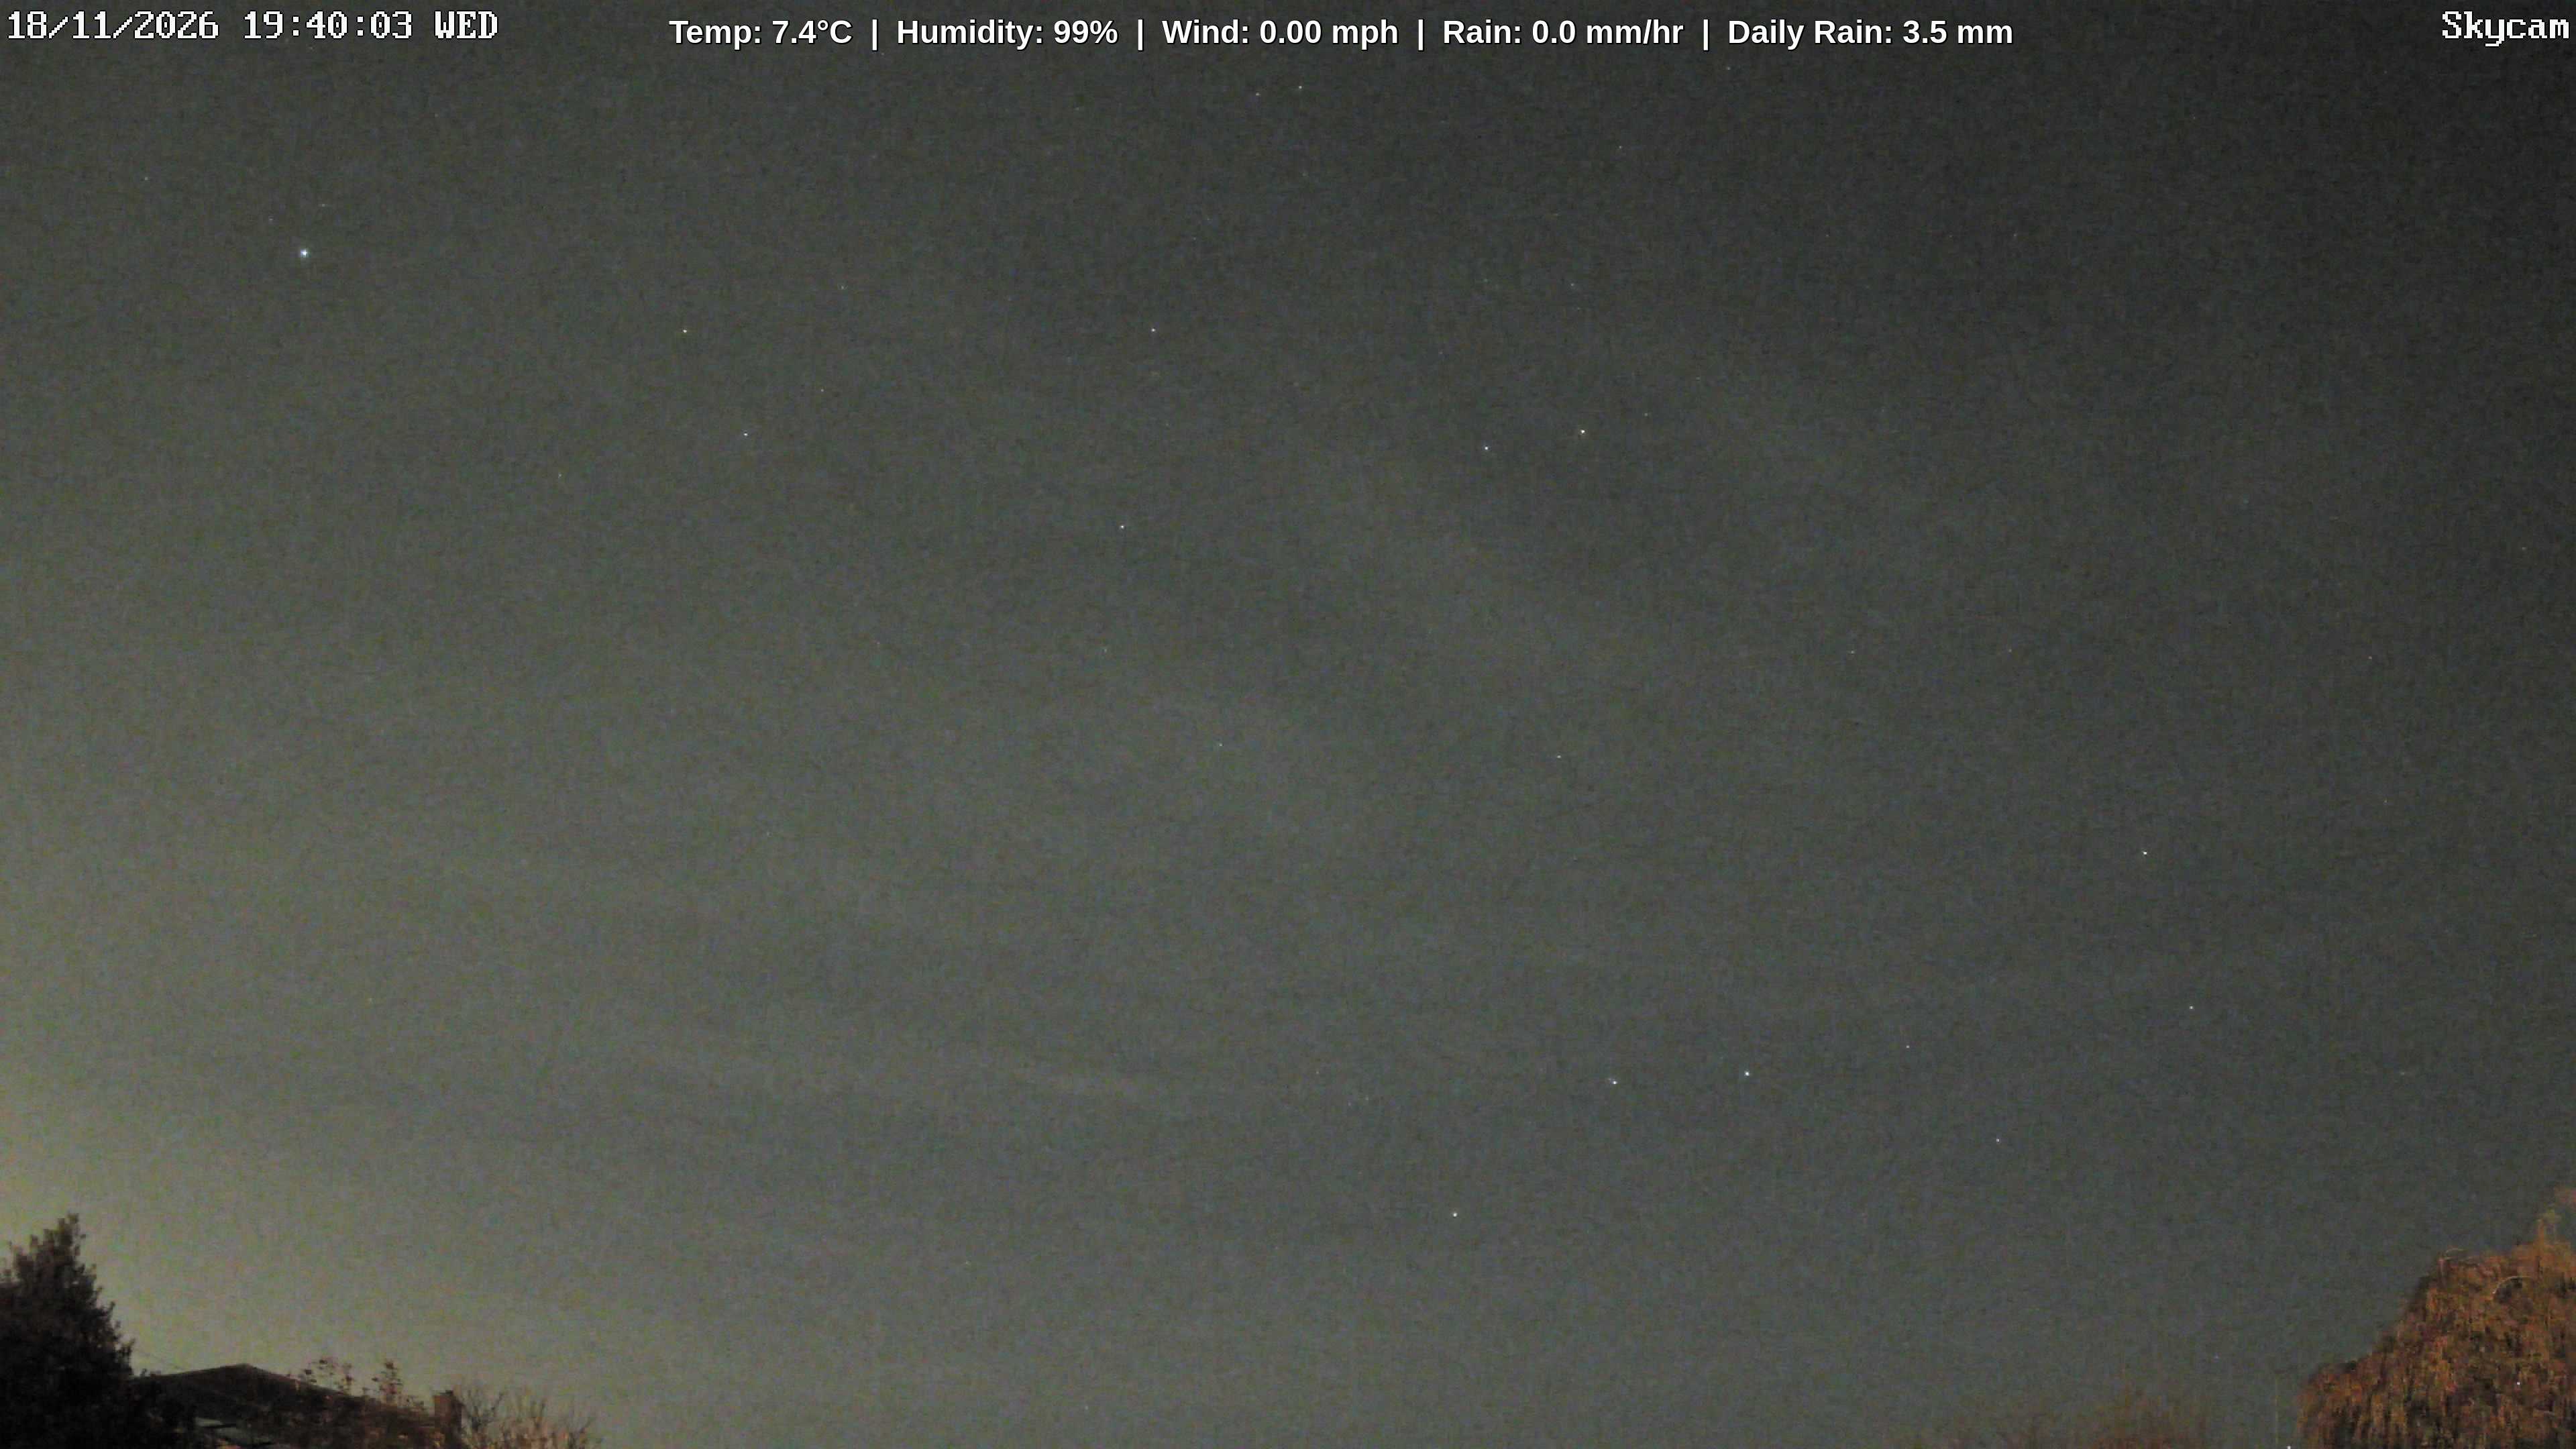 18/11/2026 19:40:03 WED
Temp: 7.4°C | Humidity: 99% | Wind: 0.00 mph | Rain: 0.0 mm/hr | Daily Rain: 3.5 mm
Skycam